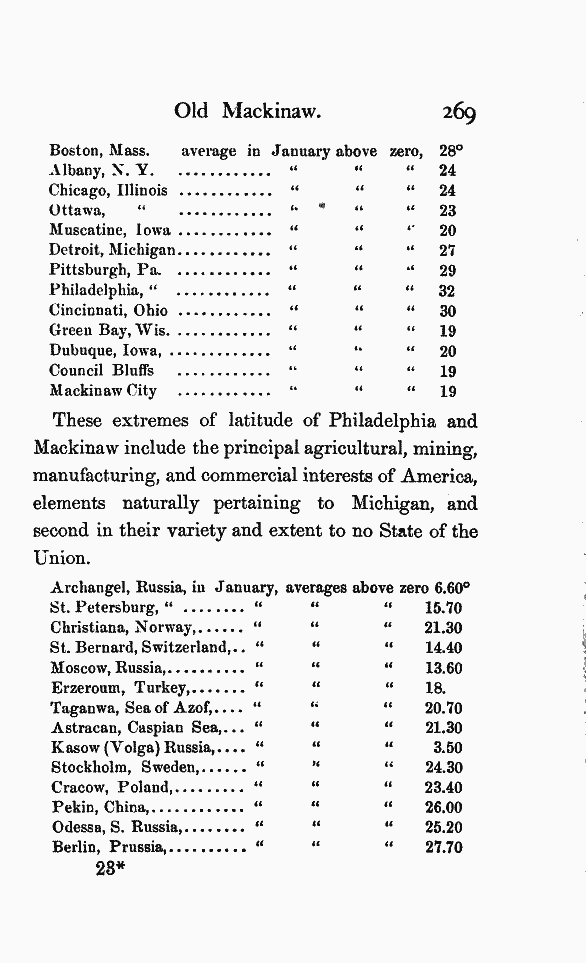 Old Mackinaw. 269
Boston, Mass. average in January above zero, 28°
Albany, N. Y. ............ “ “ “ 24
Chicago, Illinois ............ “ “ “ 24
Ottawa, “ ............ “ “ “ 23
Muscatine, Iowa ............ “ “ “ 20
Detroit, Michigan............ “ “ “ 27
Pittsburgh, Pa. ............ “ “ “ 29
Philadelphia, “ ............ “ “ “ 32
Cincinnati, Ohio ............ “ “ “ 30
Green Bay, Wis. ............ “ “ “ 19
Dubuque, Iowa, ............. “ “ “ 20
Council Bluffs ............ “ “ “ 19
Mackinaw City ............ “ “ “ 19
These extremes of latitude of Philadelphia and
Mackinaw include the principal agricultural, mining,
manufacturing, and commercial interests of America,
elements naturally pertaining to Michigan, and
second in their variety and extent to no State of the
Union.
Archangel, Russia, in January, averages above zero 6.60°
St. Petersburg, “ ........ “ “ “ 15.70
Christiana, Norway,...... “ “ “ 21.30
St. Bernard, Switzerland,.. “ “ “ 14.40
Moscow, Russia,.......... “ “ “ 13.60
Erzeroum, Turkey,....... “ “ “ 18.
Taganwa, Sea of Azof,.... “ “ “ 20.70
Astracan, Caspian Sea,... “ “ “ 21.30
Kasow (Volga) Russia,.... “ “ “ 3.50
Stockholm, Sweden,...... “ “ “ 24.30
Cracow, Poland,......... “ “ “ 23.40
Pekin, China,............ “ “ “ 26.00
Odessa, S. Russia,........ “ “ “ 25.20
Berlin, Prussia,.......... “ “ “ 27.70
23*